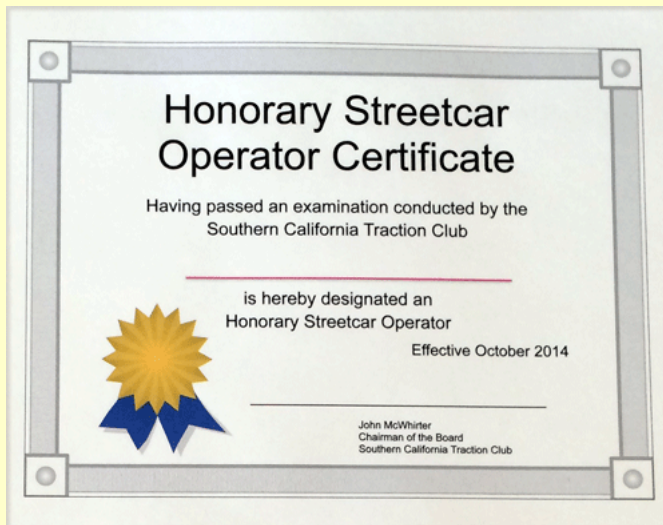 Honorary Streetcar
Operator Certificate
Having passed an examination conducted by the
Southern California Traction Club
is hereby designated an
Honorary Streetcar Operator
Effective October 2014
John McWhirter
Chairman of the Board
Southern California Traction Club